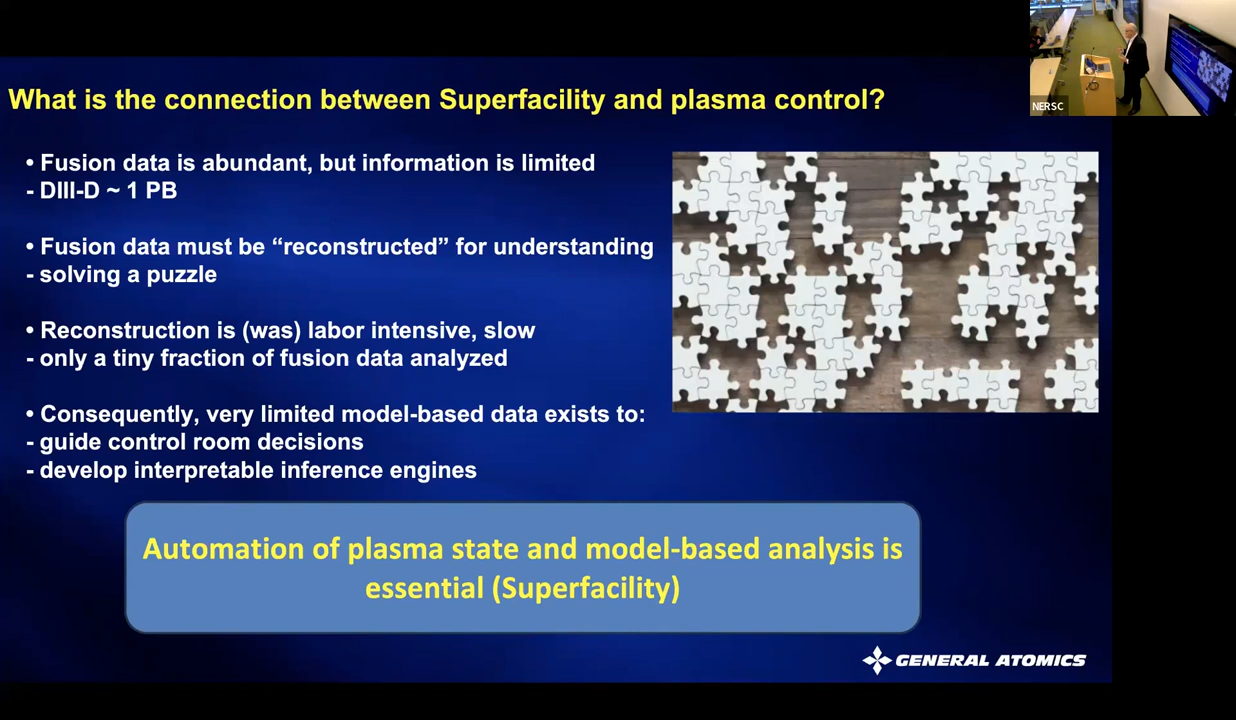 What is the connection between Superfacility and plasma control?
NERSC
• Fusion data is abundant, but information is limited
- DIII-D ~ 1 PB
• Fusion data must be “reconstructed” for understanding
- solving a puzzle
• Reconstruction is (was) labor intensive, slow
- only a tiny fraction of fusion data analyzed
• Consequently, very limited model-based data exists to:
- guide control room decisions
- develop interpretable inference engines
Automation of plasma state and model-based analysis is
essential (Superfacility)
GENERAL ATOMICS